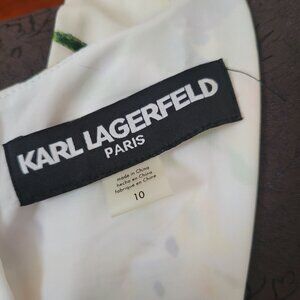 KARL LAGERFELD
PARIS
made in China
hecho en China
fabriqué en Chine
10